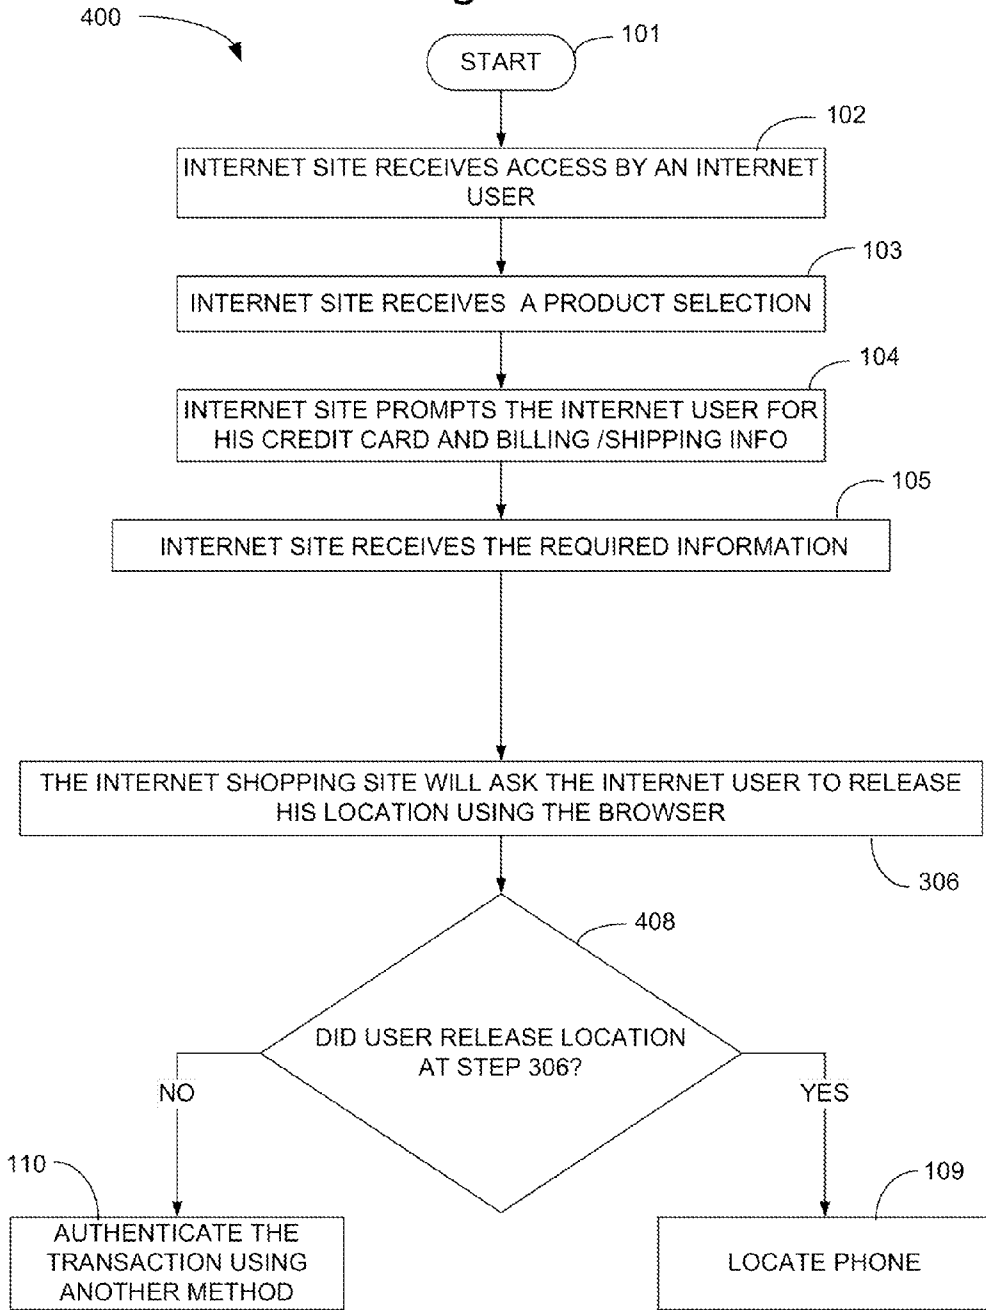 400
101
START
102
INTERNET SITE RECEIVES ACCESS BY AN INTERNET
USER
103
INTERNET SITE RECEIVES A PRODUCT SELECTION
104
INTERNET SITE PROMPTS THE INTERNET USER FOR
HIS CREDIT CARD AND BILLING /SHIPPING INFO
105
INTERNET SITE RECEIVES THE REQUIRED INFORMATION
THE INTERNET SHOPPING SITE WILL ASK THE INTERNET USER TO RELEASE
HIS LOCATION USING THE BROWSER
306
408
DID USER RELEASE LOCATION
AT STEP 306?
NO
YES
110
109
AUTHENTICATE THE
TRANSACTION USING
ANOTHER METHOD
LOCATE PHONE